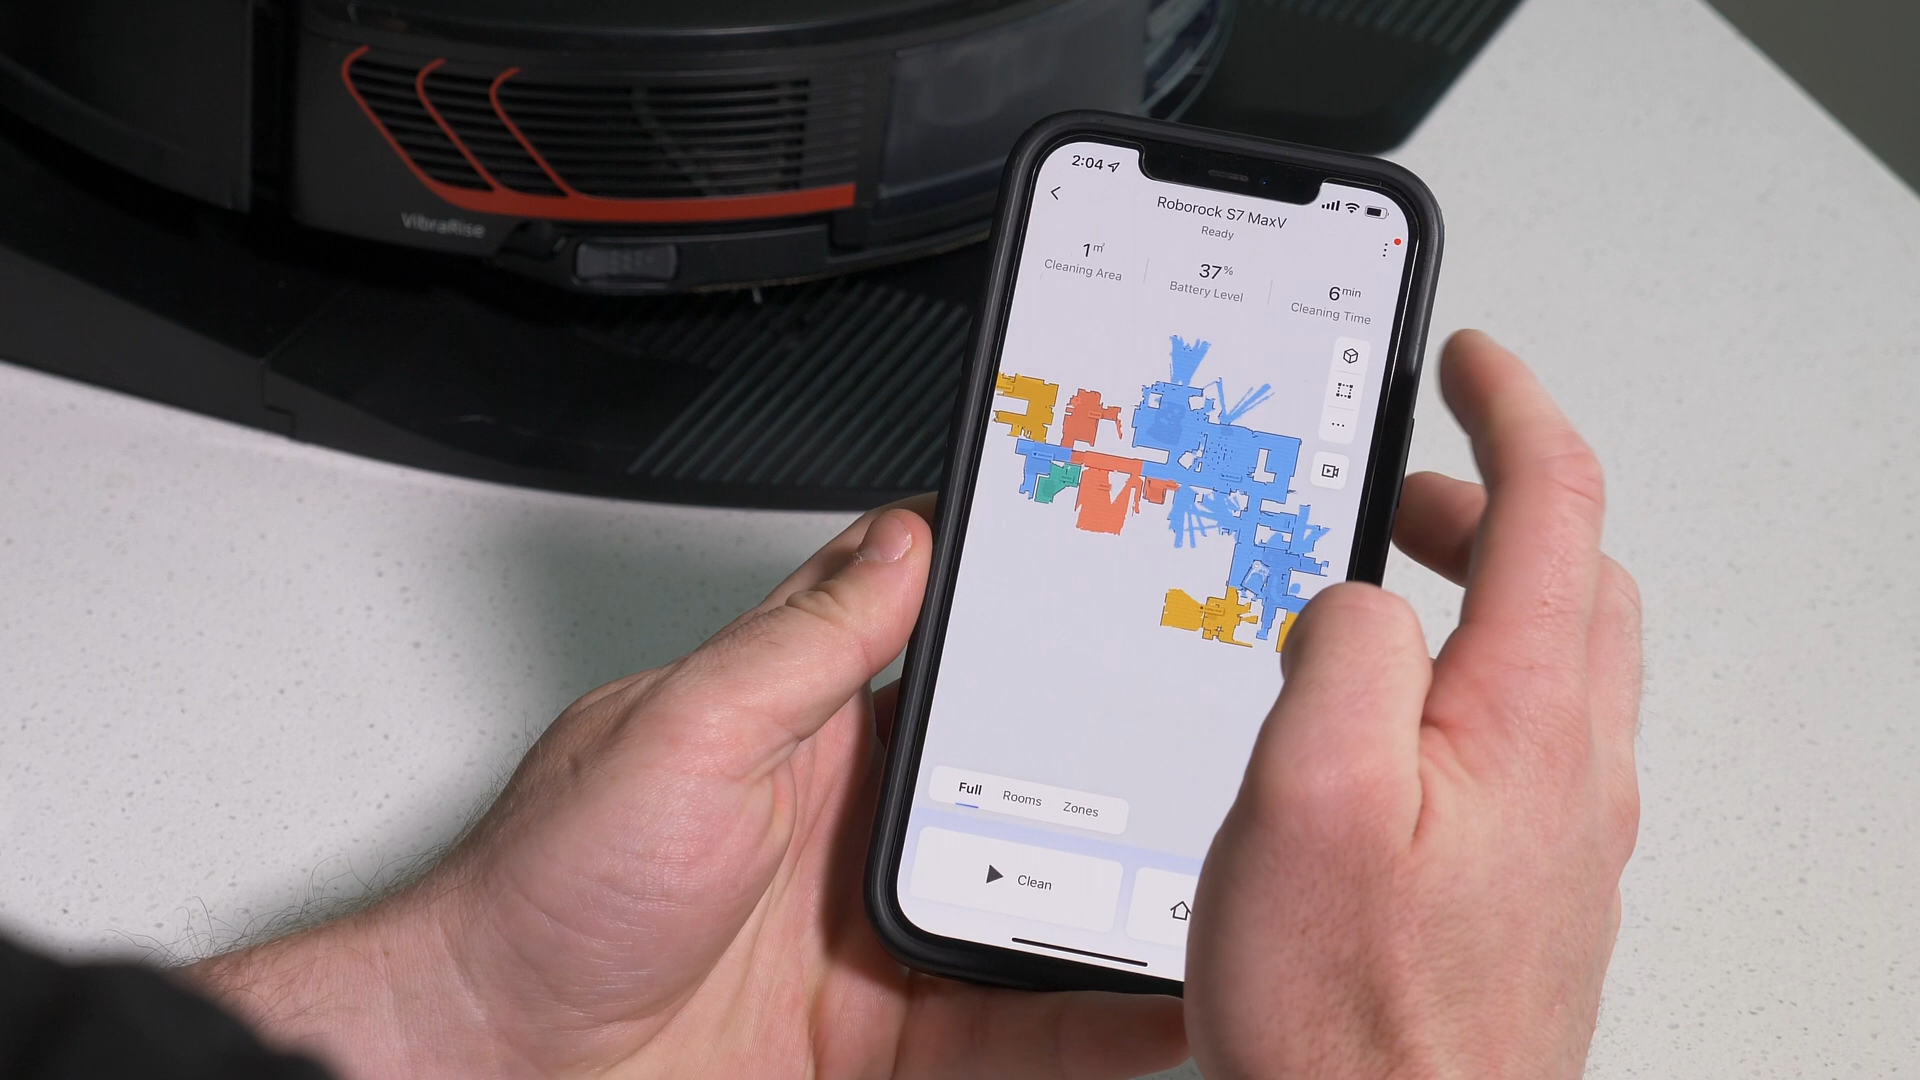 VibraRise
2:04
Roborock S7 MaxV
Ready
1㎡
Cleaning Area
37%
Battery Level
6min
Cleaning Time
Full
Rooms
Zones
Clean